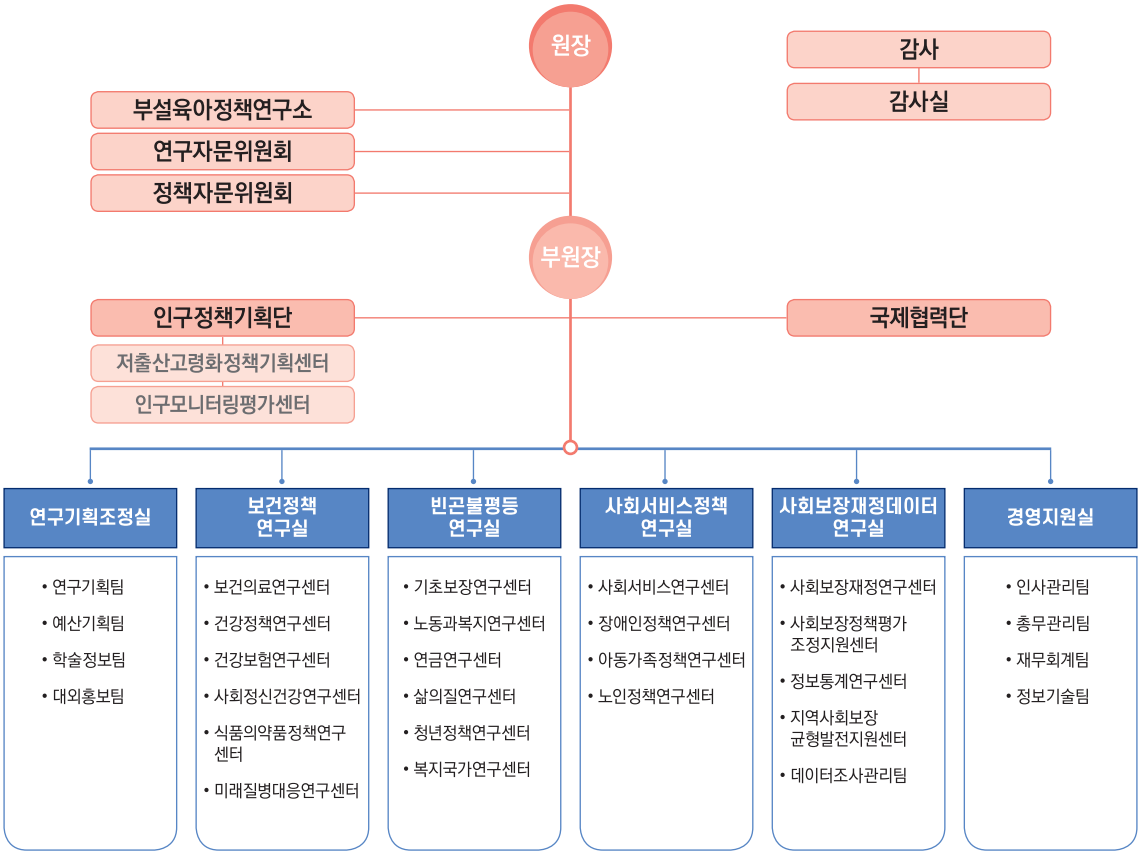 원장
감사
감사실
부설육아정책연구소
연구자문위원회
정책자문위원회
부원장
인구정책기획단
국제협력단
저출산고령화정책기획센터
인구모니터링평가센터
연구기획조정실
• 연구기획팀
• 예산기획팀
• 학술정보팀
• 대외홍보팀
보건정책
연구실
• 보건의료연구센터
• 건강정책연구센터
• 건강보험연구센터
• 사회정신건강연구센터
• 식품의약품정책연구
센터
• 미래질병대응연구센터
빈곤불평등
연구실
• 기초보장연구센터
• 노동과복지연구센터
• 연금연구센터
• 삶의질연구센터
• 청년정책연구센터
• 복지국가연구센터
사회서비스정책
연구실
• 사회서비스연구센터
• 장애인정책연구센터
• 아동가족정책연구센터
• 노인정책연구센터
사회보장재정데이터
연구실
• 사회보장재정연구센터
• 사회보장정책평가
조정지원센터
• 정보통계연구센터
• 지역사회보장
균형발전지원센터
• 데이터조사관리팀
경영지원실
• 인사관리팀
• 총무관리팀
• 재무회계팀
• 정보기술팀